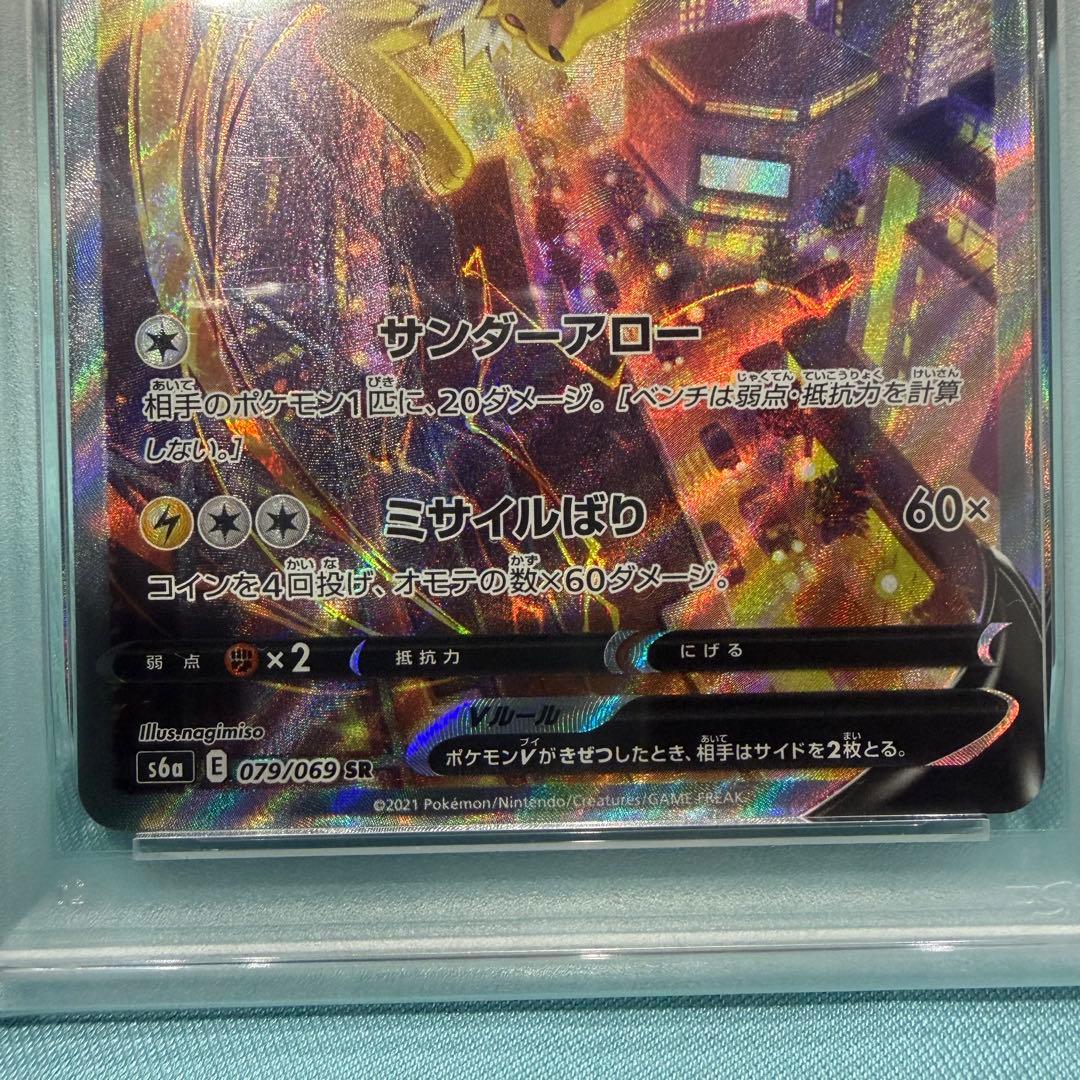 サンダーアロー
あいて ひき じゃくてん ていこうりょく けいさん
相手のポケモン1匹に、20ダメージ。[ベンチは弱点・抵抗力を計算
しない。]
ミサイルばり 60×
かい な かず
コインを4回投げ、オモテの数×60ダメージ。
弱点 ×2 抵抗力 にげる
Illus.nagimiso
Vルール
ブイ あいて まい
ポケモンVがきぜつしたとき、相手はサイドを2枚とる。
s6a E 079/069 SR
©2021 Pokémon/Nintendo/Creatures/GAME FREAK